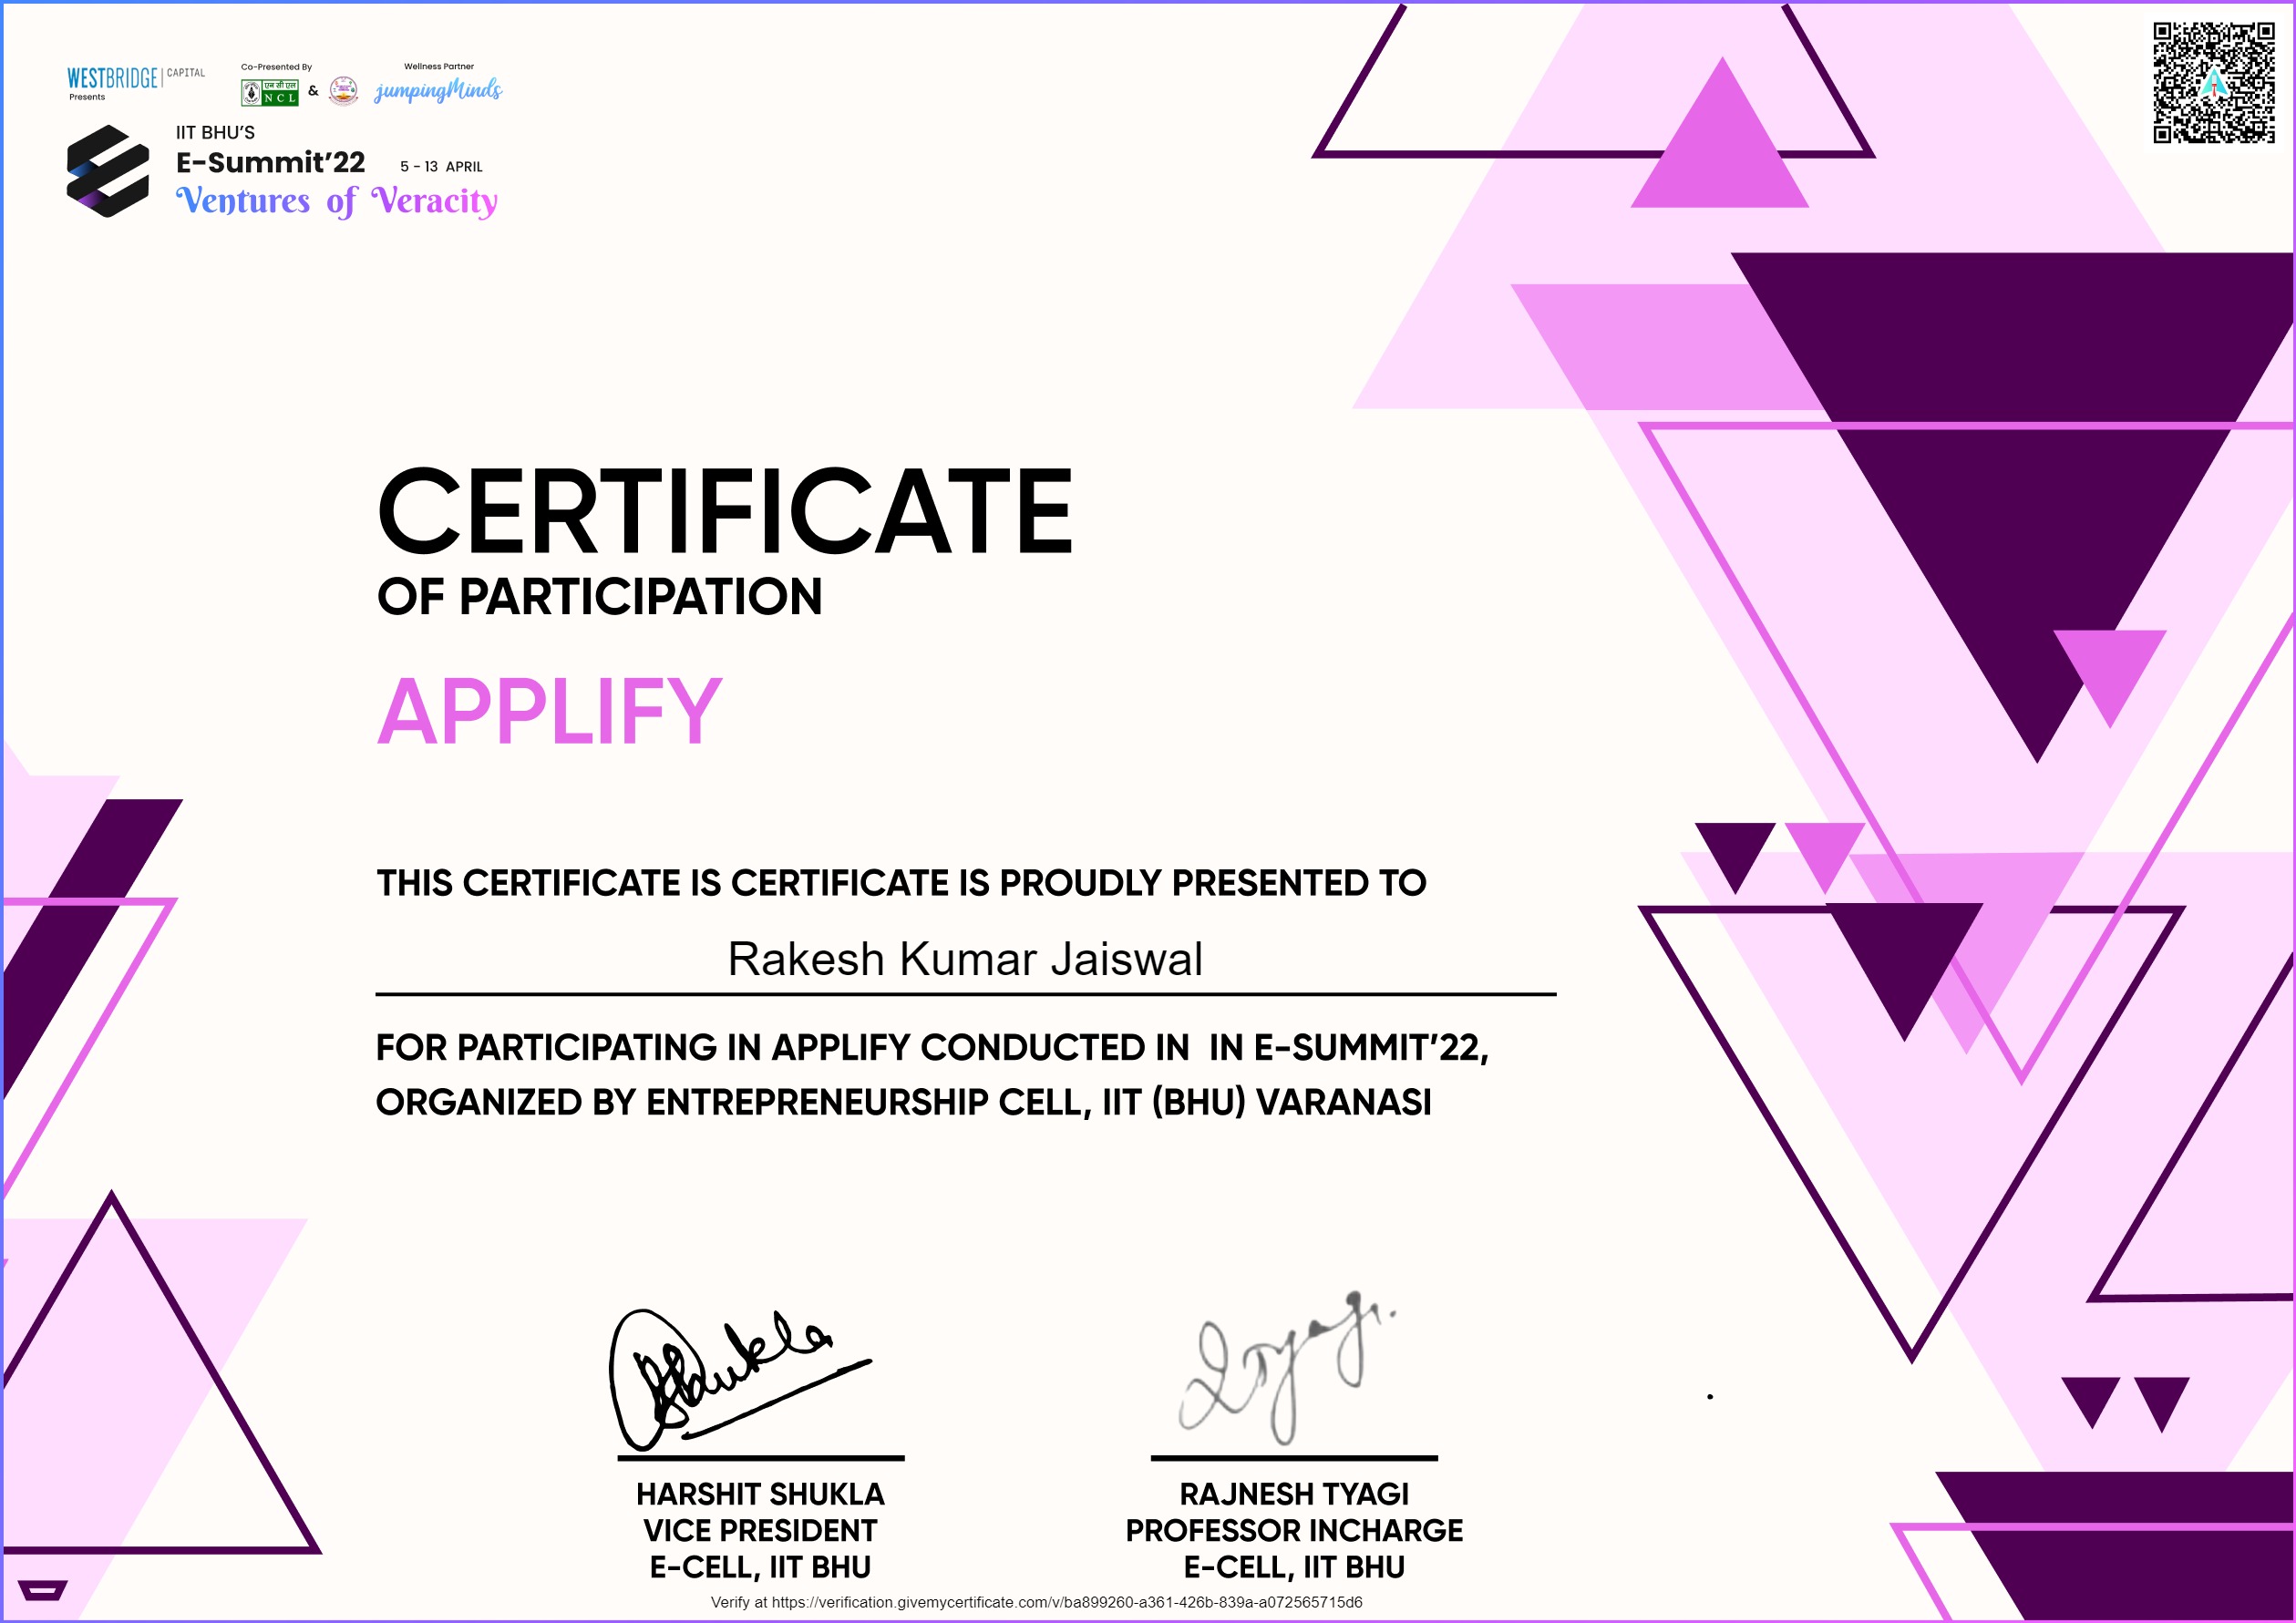 WESTBRIDGE | CAPITAL
Presents
Co-Presented By
एन सी एल
NCL
&
Wellness Partner
jumpingMinds
IIT BHU'S
E-Summit'22
5 - 13 APRIL
Ventures of Veracity
CERTIFICATE
OF PARTICIPATION
APPLIFY
THIS CERTIFICATE IS CERTIFICATE IS PROUDLY PRESENTED TO
Rakesh Kumar Jaiswal
FOR PARTICIPATING IN APPLIFY CONDUCTED IN  IN E-SUMMIT'22,
ORGANIZED BY ENTREPRENEURSHIP CELL, IIT (BHU) VARANASI
HARSHIT SHUKLA
VICE PRESIDENT
E-CELL, IIT BHU
RAJNESH TYAGI
PROFESSOR INCHARGE
E-CELL, IIT BHU
Verify at https://verification.givemycertificate.com/v/ba899260-a361-426b-839a-a072565715d6